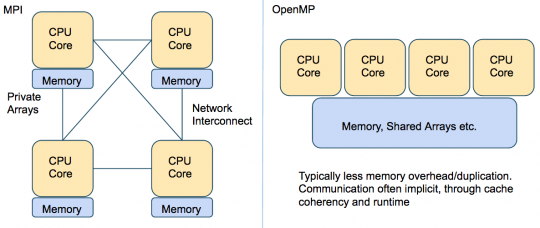 MPI
CPU
Core
CPU
Core
Memory
Memory
Private
Arrays
Network
Interconnect
CPU
Core
CPU
Core
Memory
Memory
OpenMP
CPU
Core
CPU
Core
CPU
Core
CPU
Core
Memory, Shared Arrays etc.
Typically less memory overhead/duplication.
Communication often implicit, through cache
coherency and runtime